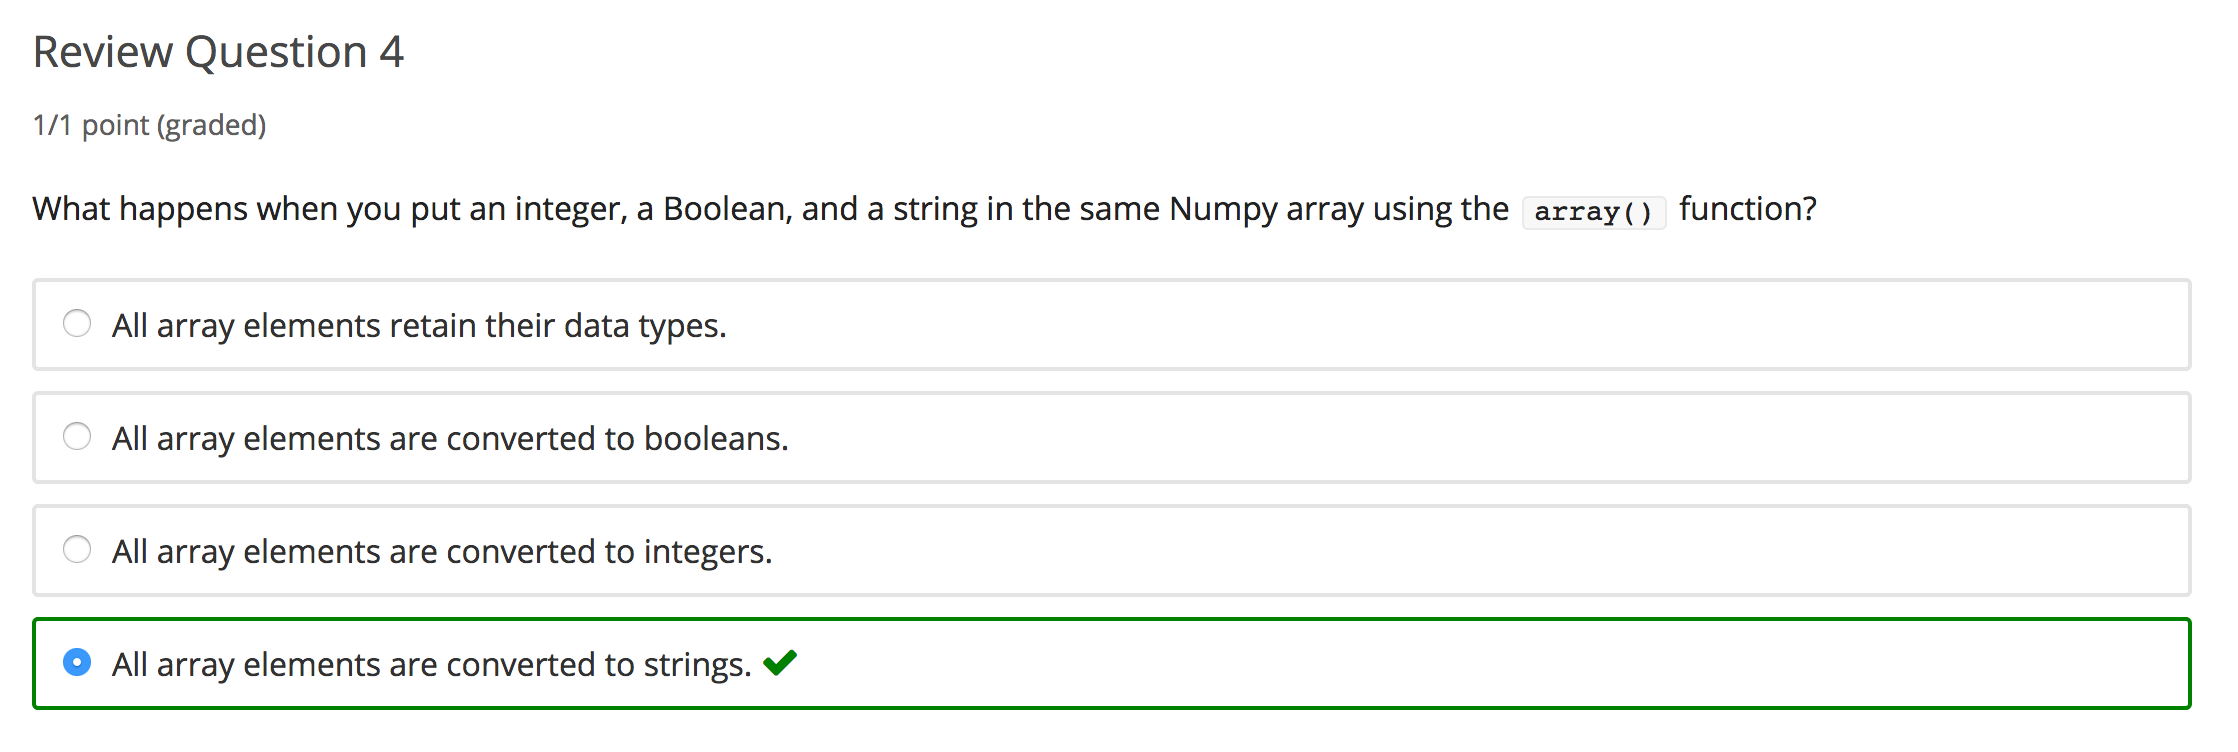 Review Question 4
1/1 point (graded)
What happens when you put an integer, a Boolean, and a string in the same Numpy array using the array() function?
All array elements retain their data types.
All array elements are converted to booleans.
All array elements are converted to integers.
All array elements are converted to strings.